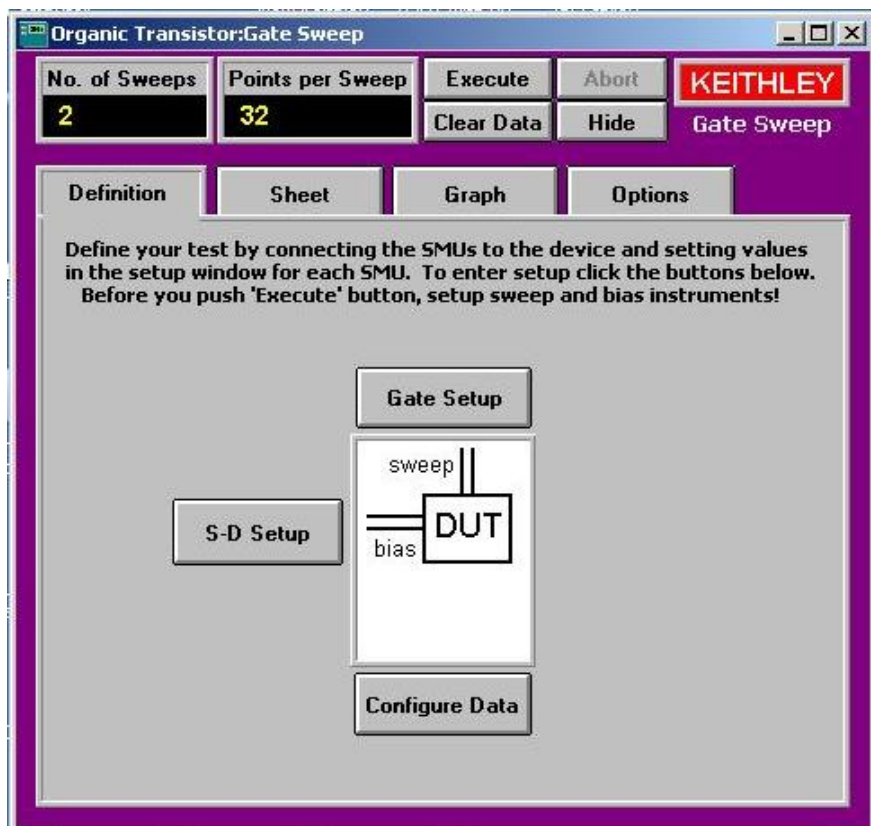 Organic Transistor:Gate Sweep
No. of Sweeps
2
Points per Sweep
32
Execute
Abort
Clear Data
Hide
KEITHLEY
Gate Sweep
Definition
Sheet
Graph
Options
Define your test by connecting the SMUs to the device and setting values
in the setup window for each SMU. To enter setup click the buttons below.
Before you push 'Execute' button, setup sweep and bias instruments!
Gate Setup
sweep
S-D Setup
bias
DUT
Configure Data